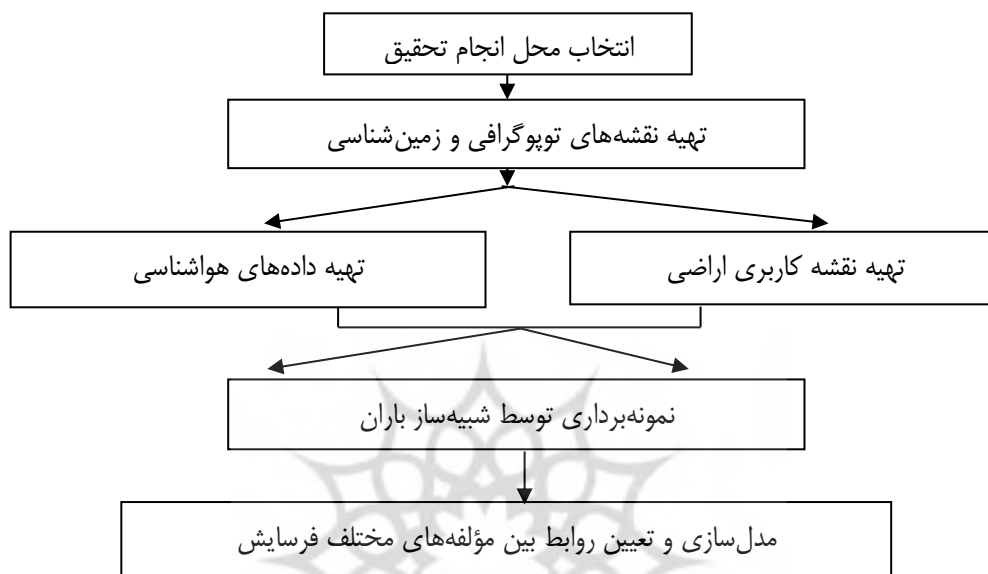 انتخاب محل انجام تحقیق
تهیه نقشه‌های توپوگرافی و زمین‌شناسی
تهیه نقشه کاربری اراضی
تهیه داده‌های هواشناسی
نمونه‌برداری توسط شبیه‌ساز باران
مدل‌سازی و تعیین روابط بین مؤلفه‌های مختلف فرسایش